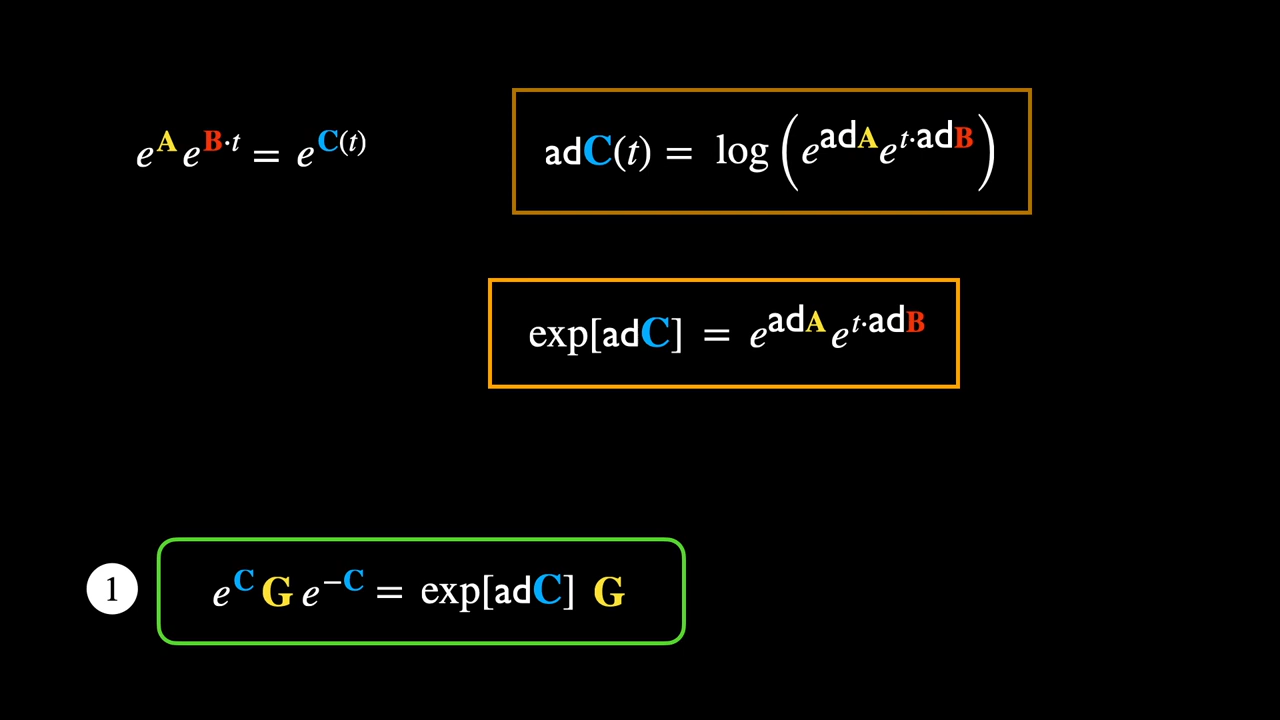 e^A e^{B·t} = e^{C(t)}
adC(t) = log(e^{adA}e^{t·adB})
exp[adC] = e^{adA} e^{t·adB}
1 e^C G e^{−C} = exp[adC] G